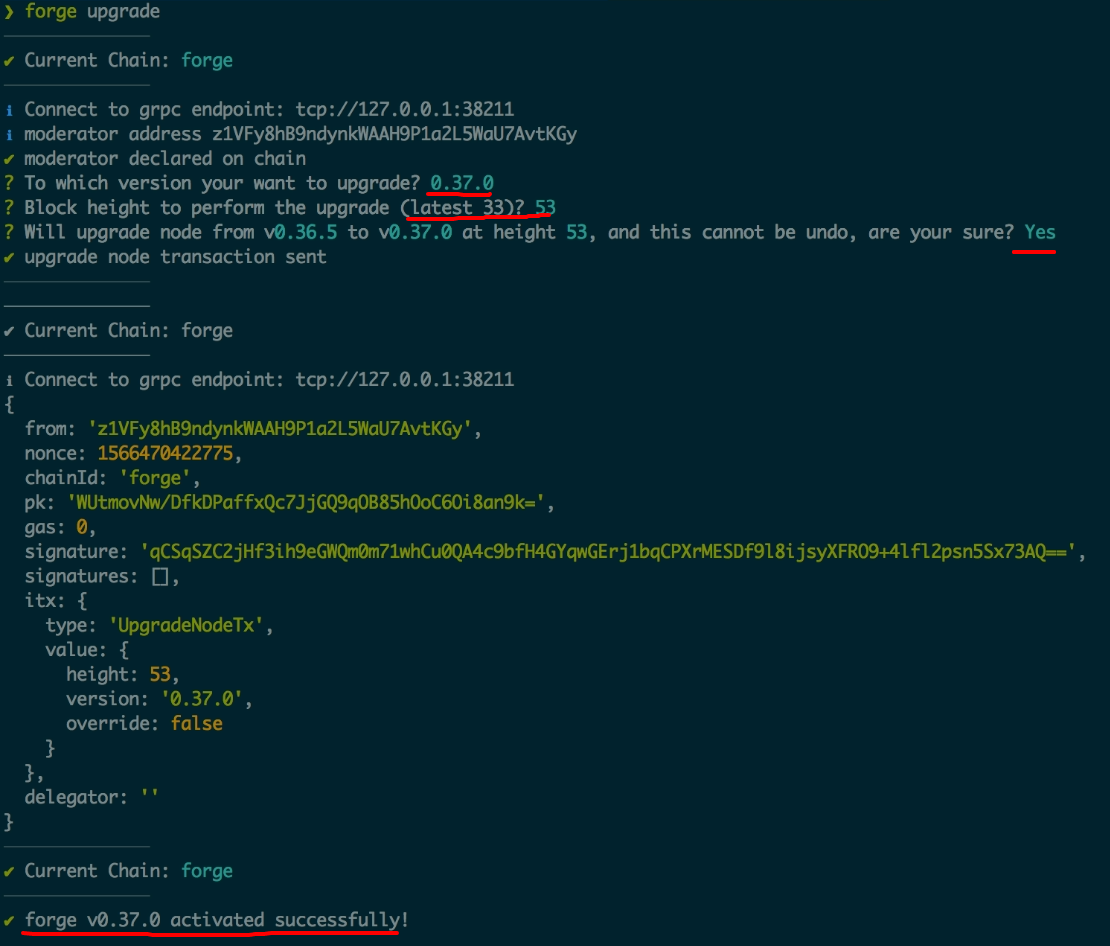 ❯ forge upgrade
✔ Current Chain: forge
ℹ Connect to grpc endpoint: tcp://127.0.0.1:38211
ℹ moderator address z1VFy8hB9ndynkWAAH9P1a2L5WaU7AvtKGy
✔ moderator declared on chain
? To which version your want to upgrade? 0.37.0
? Block height to perform the upgrade (latest 33)? 53
? Will upgrade node from v0.36.5 to v0.37.0 at height 53, and this cannot be undo, are your sure? Yes
✔ upgrade node transaction sent
✔ Current Chain: forge
ℹ Connect to grpc endpoint: tcp://127.0.0.1:38211
{
  from: 'z1VFy8hB9ndynkWAAH9P1a2L5WaU7AvtKGy',
  nonce: 1566470422775,
  chainId: 'forge',
  pk: 'WUtmovNw/DfkDPaffxQc7JjGQ9qOB85hOoC6Oi8an9k=',
  gas: 0,
  signature: 'qCSqSZC2jHf3ih9eGWQm0m71whCu0QA4c9bfH4GYqwGErj1bqCPXrMESDf9l8ijsyXFRO9+4lfl2psn5Sx73AQ==',
  signatures: [],
  itx: {
    type: 'UpgradeNodeTx',
    value: {
      height: 53,
      version: '0.37.0',
      override: false
    }
  },
  delegator: ''
}
✔ Current Chain: forge
✔ forge v0.37.0 activated successfully!